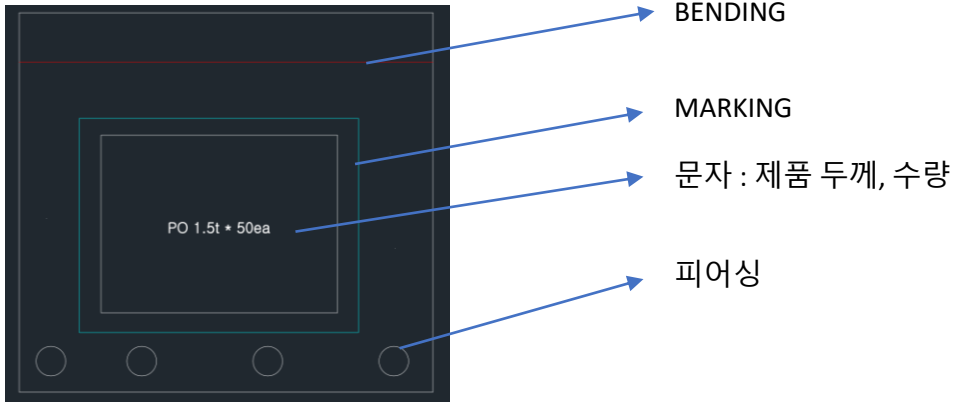 BENDING
MARKING
문자 : 제품 두께, 수량
PO 1.5t * 50ea
피어싱